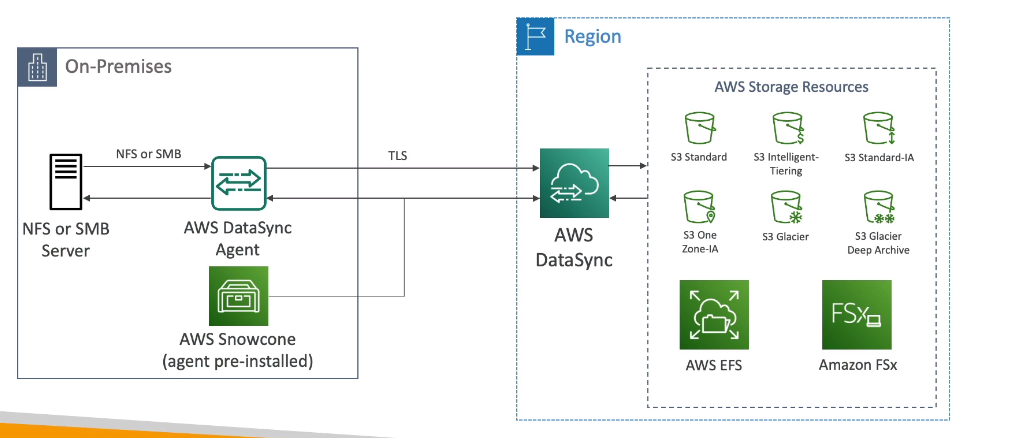 On-Premises
NFS or SMB
NFS or SMB
Server
AWS DataSync
Agent
AWS Snowcone
(agent pre-installed)
TLS
Region
AWS
DataSync
AWS Storage Resources
S3 Standard
S3 Intelligent-
Tiering
S3 Standard-IA
S3 One
Zone-IA
S3 Glacier
S3 Glacier
Deep Archive
AWS EFS
FSx
Amazon FSx